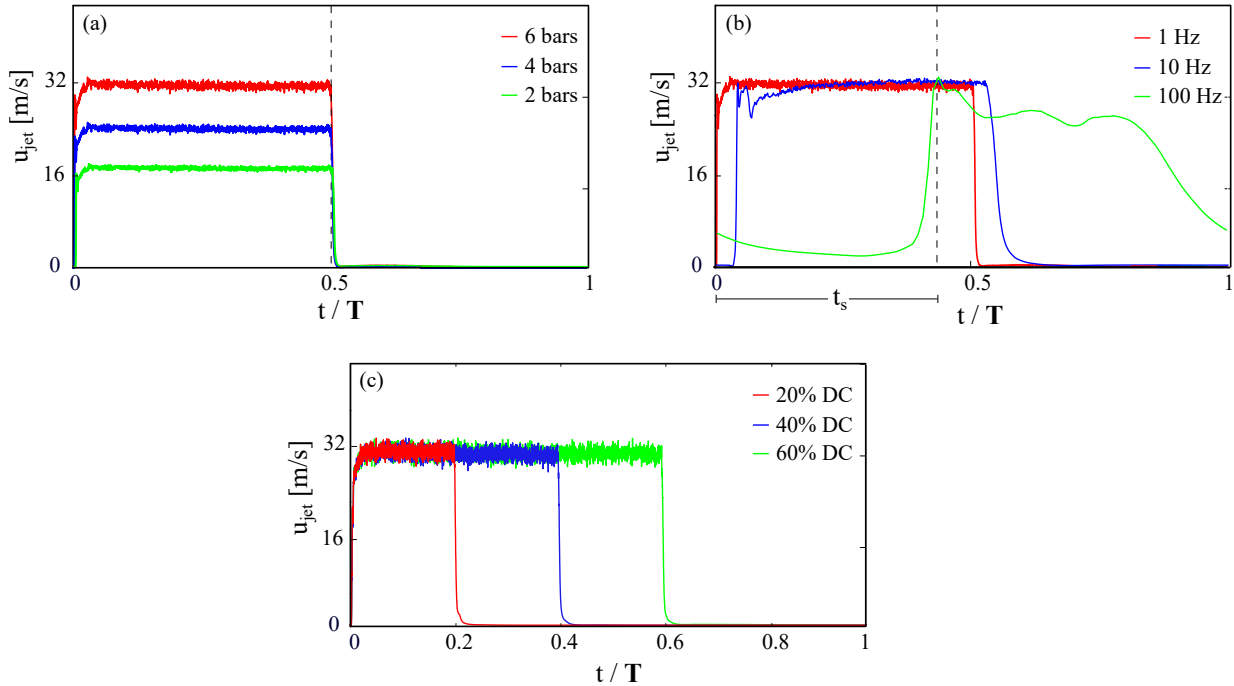 (a)
6 bars
4 bars
2 bars
32
16
0
u_jet [m/s]
0
0.5
1
t / T
(b)
1 Hz
10 Hz
100 Hz
32
16
0
u_jet [m/s]
0
0.5
1
t_s
t / T
(c)
20% DC
40% DC
60% DC
32
16
0
u_jet [m/s]
0
0.2
0.4
0.6
0.8
1
t / T